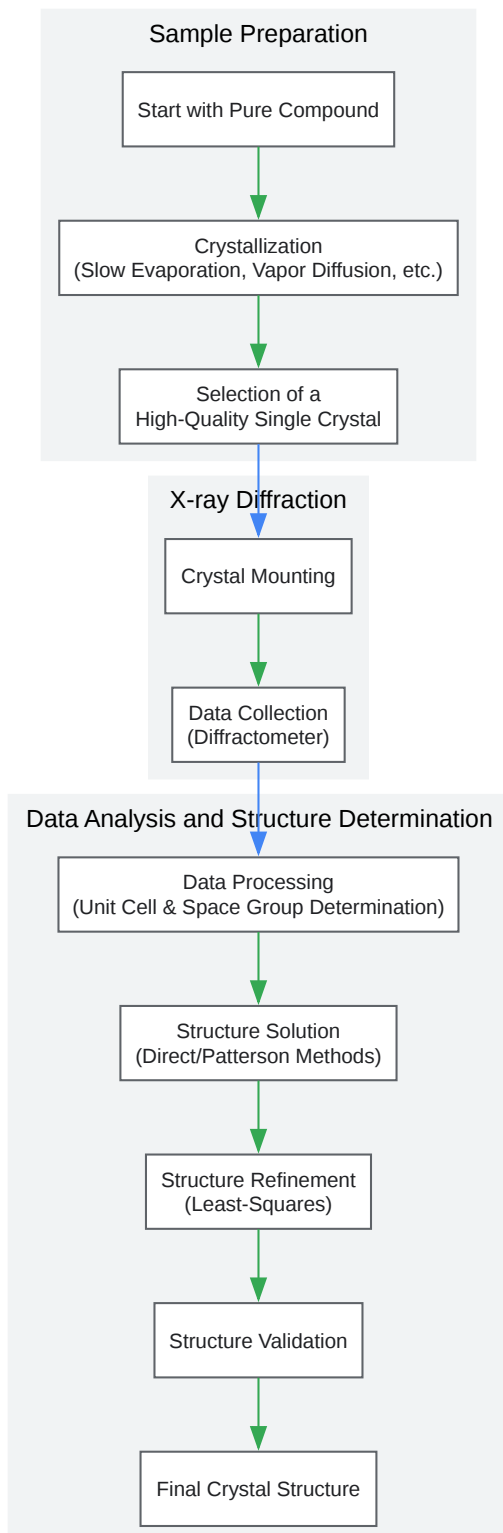 Sample Preparation
Start with Pure Compound
Crystallization
(Slow Evaporation, Vapor Diffusion, etc.)
Selection of a
High-Quality Single Crystal
X-ray Diffraction
Crystal Mounting
Data Collection
(Diffractometer)
Data Analysis and Structure Determination
Data Processing
(Unit Cell & Space Group Determination)
Structure Solution
(Direct/Patterson Methods)
Structure Refinement
(Least-Squares)
Structure Validation
Final Crystal Structure